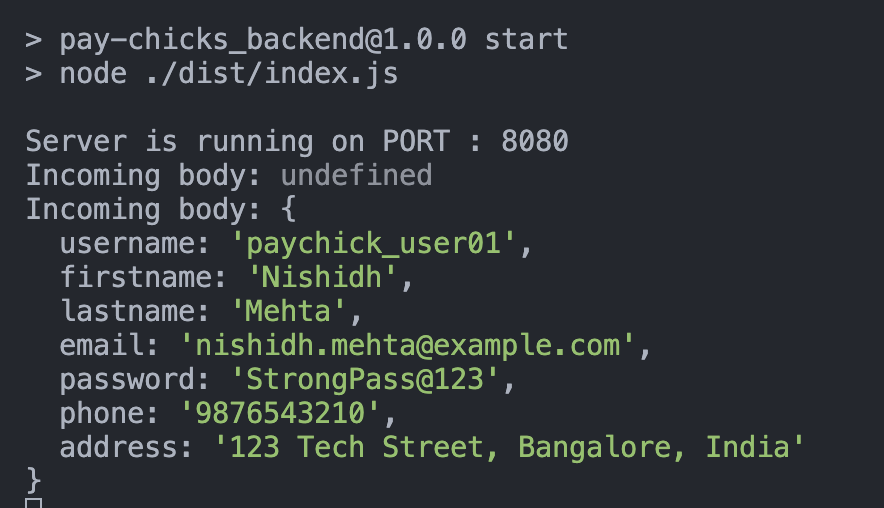 > pay-chicks_backend@1.0.0 start
> node ./dist/index.js
Server is running on PORT : 8080
Incoming body: undefined
Incoming body: {
  username: 'paychick_user01',
  firstname: 'Nishidh',
  lastname: 'Mehta',
  email: 'nishidh.mehta@example.com',
  password: 'StrongPass@123',
  phone: '9876543210',
  address: '123 Tech Street, Bangalore, India'
}